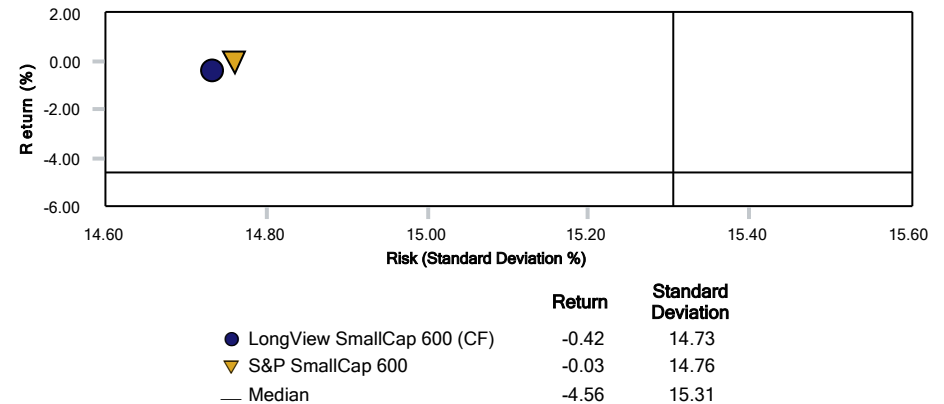 2.00
0.00
-2.00
-4.00
-6.00
Return (%)
14.60 14.80 15.00 15.20 15.40 15.60
Risk (Standard Deviation %)
Return Standard Deviation
LongView SmallCap 600 (CF) -0.42 14.73
S&P SmallCap 600 -0.03 14.76
Median -4.56 15.31